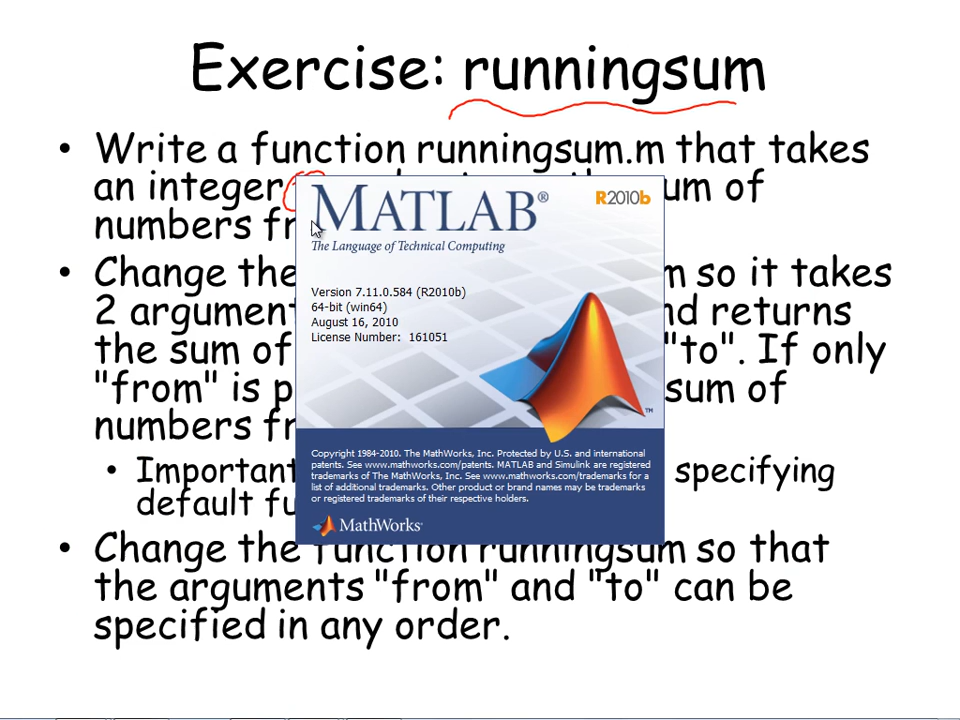 Exercise: runningsum
• Write a function runningsum.m that takes
an integer sum of
numbers
• Change the so it takes
2 and returns
the sum of "to". If only
"from" is sum of
numbers
• Important specifying
default
• Change the function runningsum so that
the arguments "from" and "to" can be
specified in any order.
MATLAB®
R2010b
The Language of Technical Computing
Version 7.11.0.584 (R2010b)
64-bit (win64)
August 16, 2010
License Number: 161051
TM
Copyright 1984-2010. The MathWorks, Inc. Protected by U.S. and international
patents. See www.mathworks.com/patents. MATLAB and Simulink are registered
trademarks of The MathWorks, Inc. See www.mathworks.com/trademarks for a
list of additional trademarks. Other product or brand names may be trademarks
or registered trademarks of their respective holders.
MathWorks®